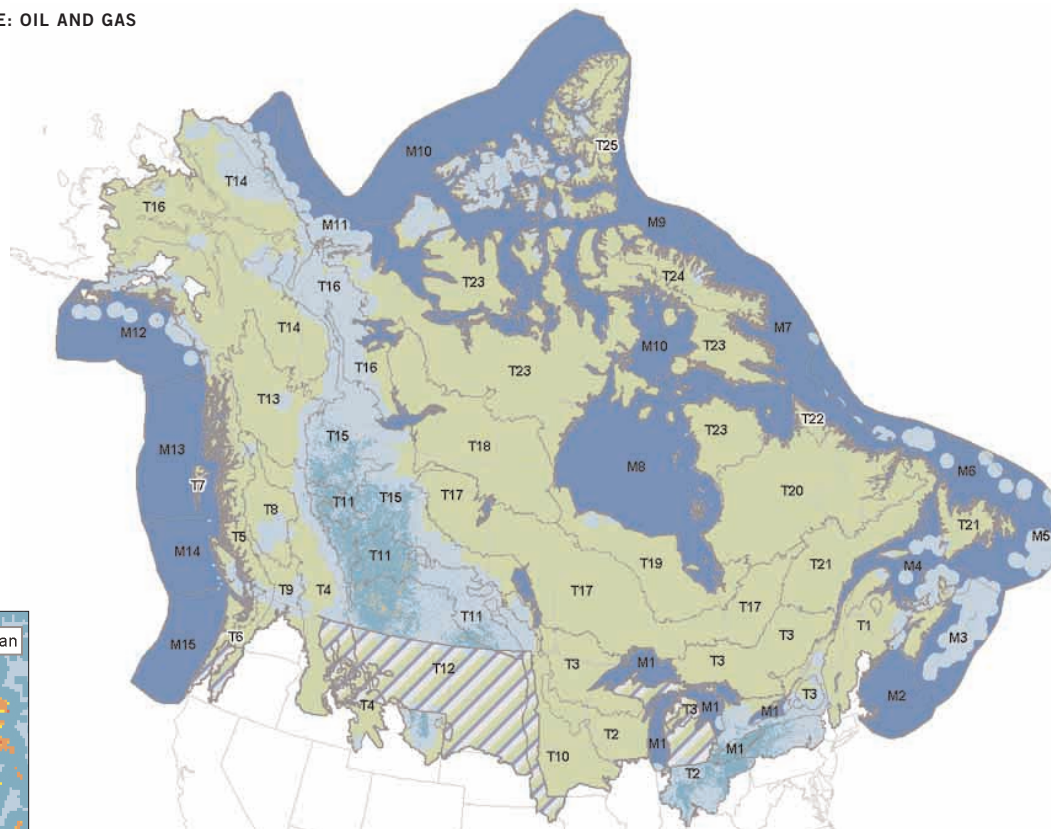 E: OIL AND GAS
M10
T25
T14
T16
M11
M9
T16
T23
T24
M12
T14
M7
M10
T23
T16
T23
T13
T22
T15
T23
M13
T18
M8
M6
T7
T11
T15
T17
T20
T8
T21
M5
T5
M14
T11
T19
T21
M4
T9
T4
T17
T17
T11
T1
T6
an
T3
M3
M15
T12
T3
M1
T3
T3
M2
T4
T3
M1
M1
T2
M1
M1
T10
T2